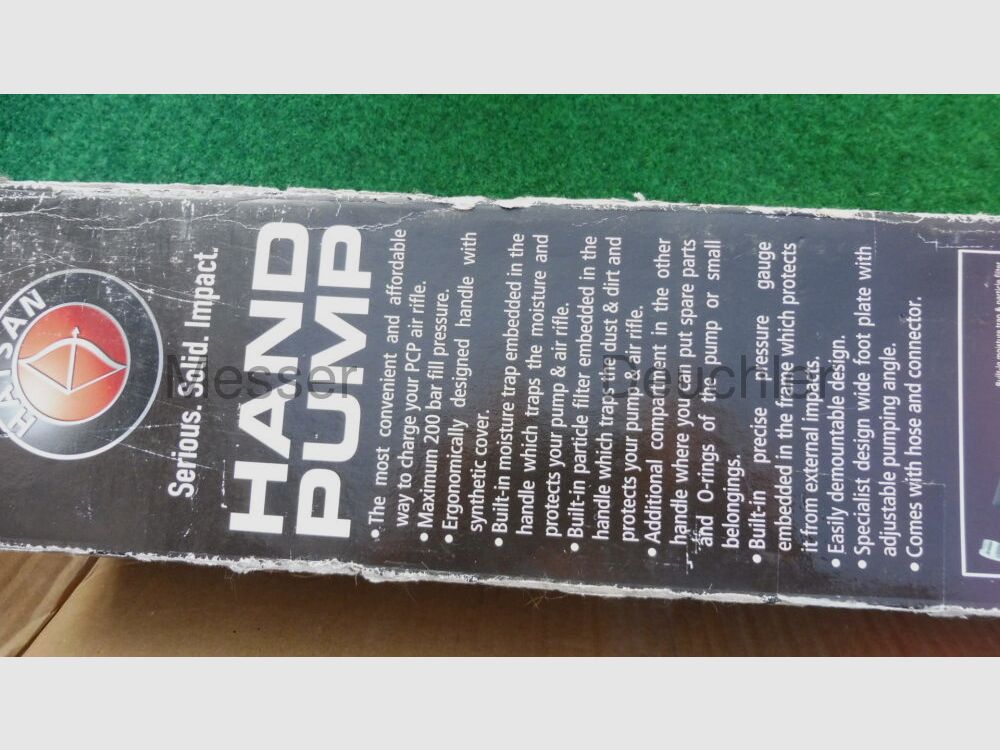 HATSAN
Serious. Solid. Impact.
HAND
PUMP
• The most convenient and affordable
way to charge your PCP air rifle.
• Maximum 200 bar fill pressure.
• Ergonomically designed handle with
synthetic cover.
• Built-in moisture trap embedded in the
handle which traps the moisture and
protects your pump & air rifle.
• Built-in particle filter embedded in the
handle which traps the dust & dirt and
protects your pump & air rifle.
• Additional compartment in the other
handle where you can put spare parts
and O-rings of the pump or small
belongings.
• Built-in precise pressure gauge
embedded in the frame which protects
it from external impacts.
• Easily demountable design.
• Specialist design wide foot plate with
adjustable pumping angle.
• Comes with hose and connector.
Messer Deuchler